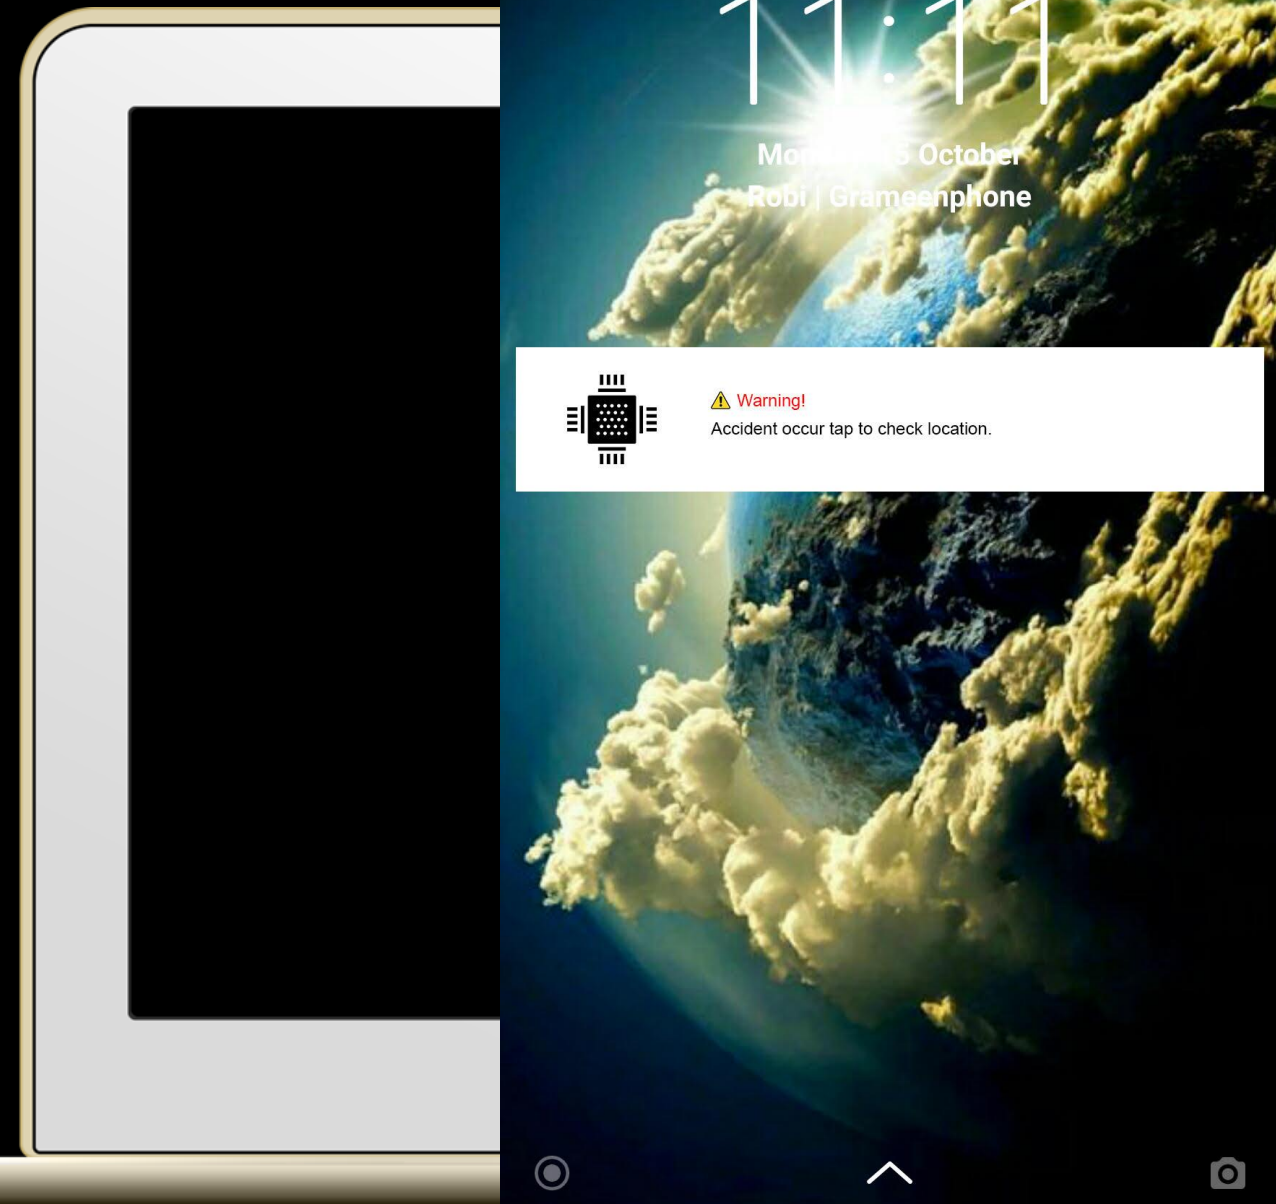 11:11
October
Robi | Grameenphone
⚠ Warning!
Accident occur tap to check location.